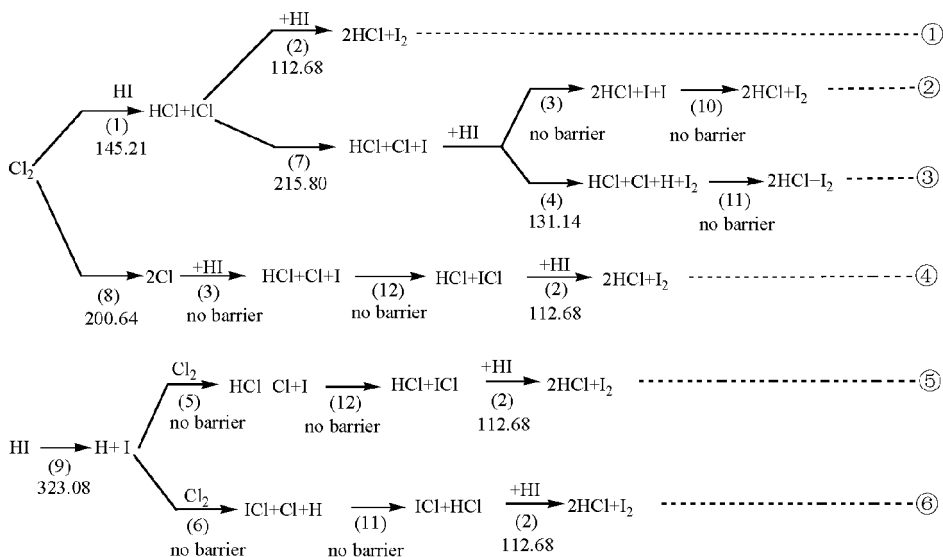 +HI
(2) 2HCl+I₂ ①
112.68
HI HCl+ICl
(1)
145.21
+HI (3) 2HCl+I+I (10) 2HCl+I₂ ②
no barrier no barrier
(7) HCl+Cl+I
215.80
Cl₂
(4) HCl+Cl+H+I₂ (11) 2HCl-I₂ ③
131.14 no barrier
(8) 2Cl +HI HCl+Cl+I (12) HCl+ICl +HI 2HCl+I₂ ④
200.64 (3) no barrier no barrier (2) 112.68
Cl₂ HCl Cl+I (12) HCl+ICl +HI 2HCl+I₂ ⑤
(5) no barrier no barrier (2) 112.68
HI (9) H+I
323.08
Cl₂ ICl+Cl+H (11) ICl+HCl +HI 2HCl+I₂ ⑥
(6) no barrier no barrier (2) 112.68